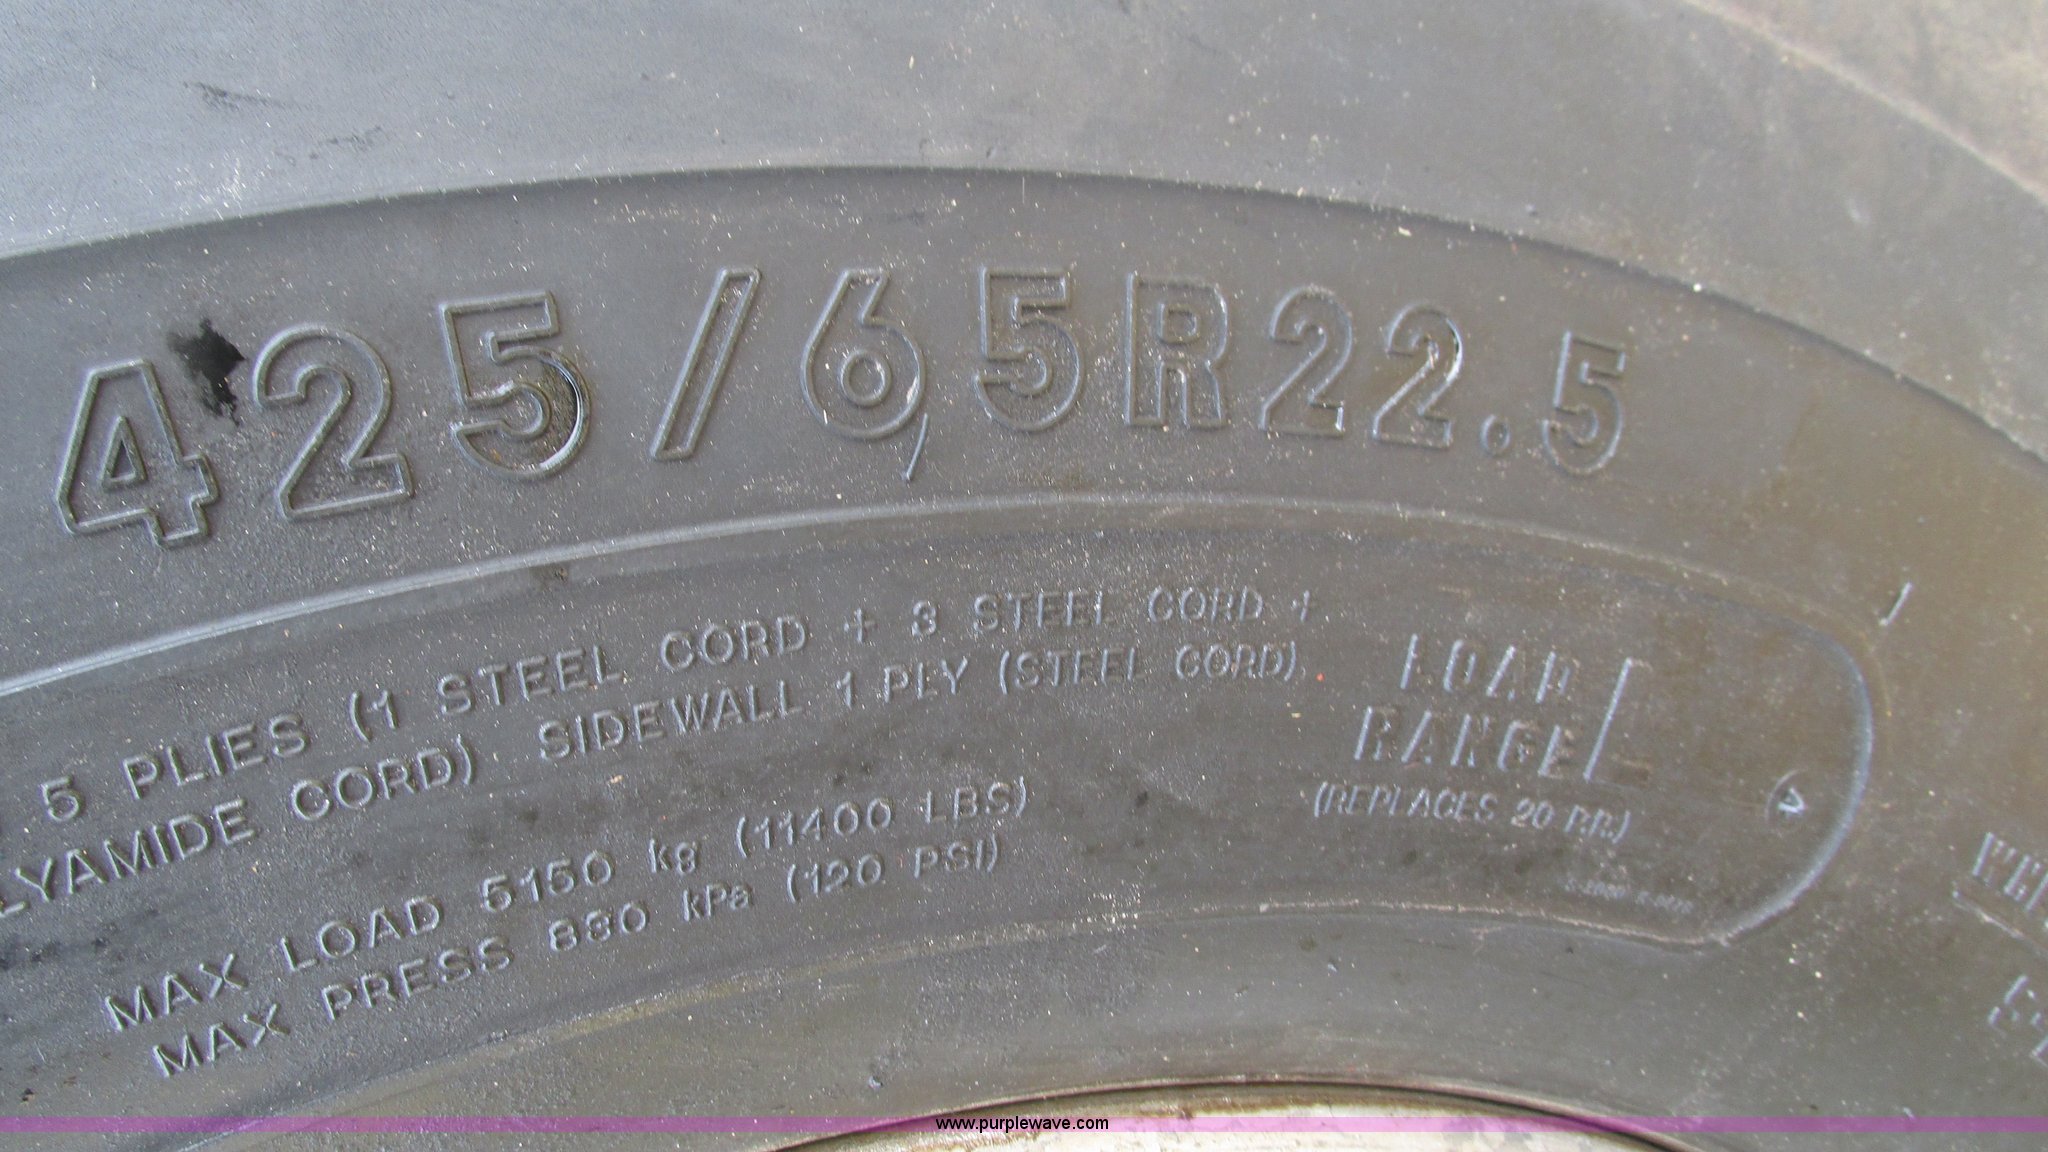 425/65R22.5
5 PLIES (1 STEEL CORD + 3 STEEL CORD +
LYAMIDE CORD) SIDEWALL 1 PLY (STEEL CORD)
MAX LOAD 5150 kg (11400 LBS)
MAX PRESS 830 kPa (120 PSI)
LOAD
RANGE L
(REPLACES 20 P.R.)
www.purplewave.com